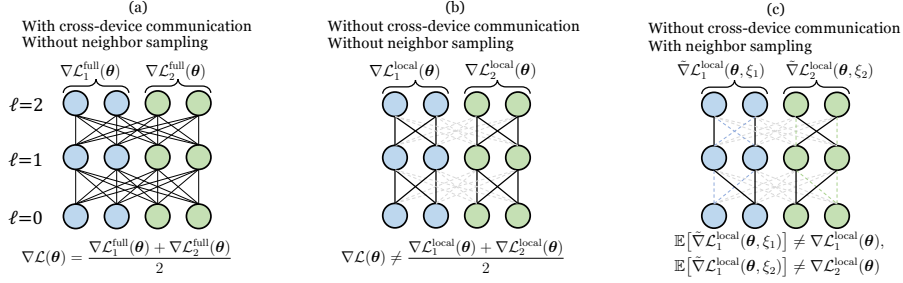 (a)
With cross-device communication
Without neighbor sampling
∇ℒ₁^full(θ) ∇ℒ₂^full(θ)
ℓ=2
ℓ=1
ℓ=0
∇ℒ(θ) = (∇ℒ₁^full(θ) + ∇ℒ₂^full(θ)) / 2
(b)
Without cross-device communication
Without neighbor sampling
∇ℒ₁^local(θ) ∇ℒ₂^local(θ)
∇ℒ(θ) ≠ (∇ℒ₁^local(θ) + ∇ℒ₂^local(θ)) / 2
(c)
Without cross-device communication
With neighbor sampling
∇̃ℒ₁^local(θ, ξ₁) ∇̃ℒ₂^local(θ, ξ₂)
𝔼[∇̃ℒ₁^local(θ, ξ₁)] ≠ ∇ℒ₁^local(θ),
𝔼[∇̃ℒ₁^local(θ, ξ₂)] ≠ ∇ℒ₂^local(θ)